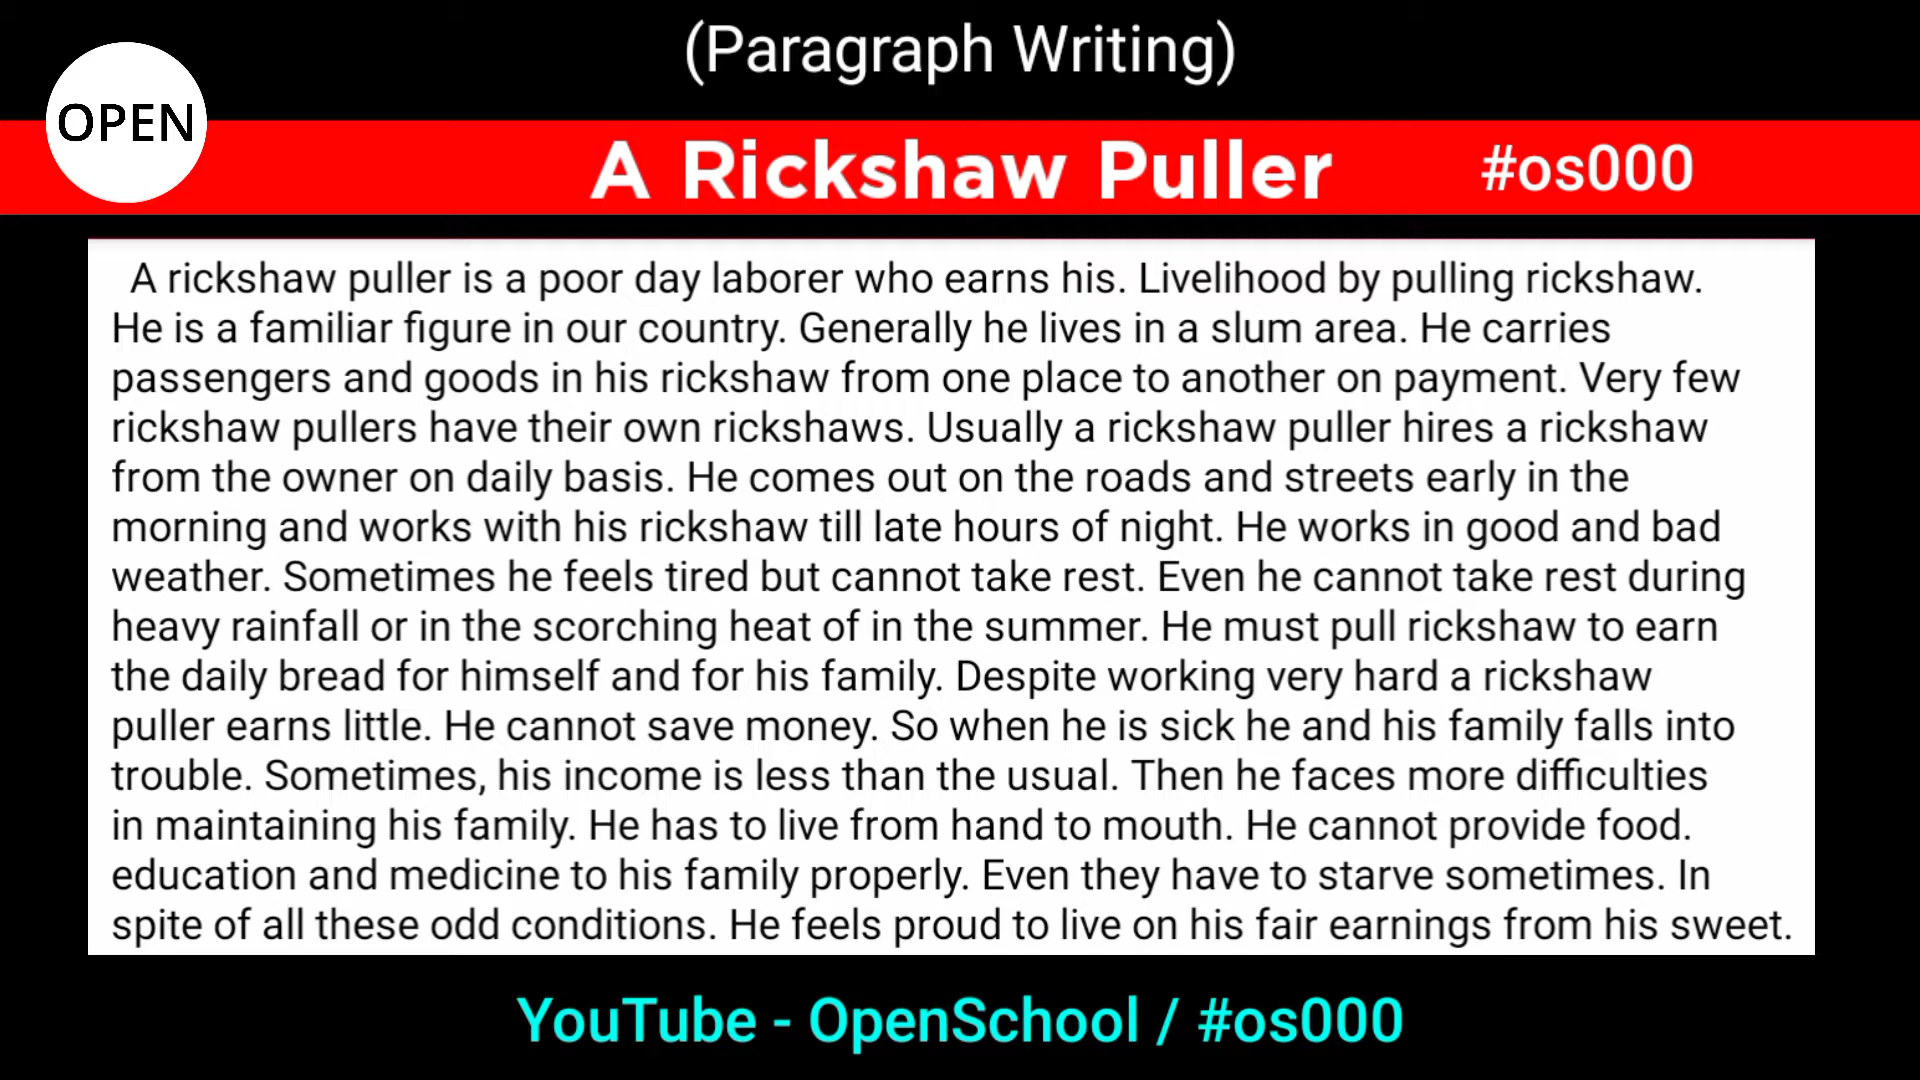 (Paragraph Writing)
OPEN
A Rickshaw Puller #os000
A rickshaw puller is a poor day laborer who earns his. Livelihood by pulling rickshaw.
He is a familiar figure in our country. Generally he lives in a slum area. He carries
passengers and goods in his rickshaw from one place to another on payment. Very few
rickshaw pullers have their own rickshaws. Usually a rickshaw puller hires a rickshaw
from the owner on daily basis. He comes out on the roads and streets early in the
morning and works with his rickshaw till late hours of night. He works in good and bad
weather. Sometimes he feels tired but cannot take rest. Even he cannot take rest during
heavy rainfall or in the scorching heat of in the summer. He must pull rickshaw to earn
the daily bread for himself and for his family. Despite working very hard a rickshaw
puller earns little. He cannot save money. So when he is sick he and his family falls into
trouble. Sometimes, his income is less than the usual. Then he faces more difficulties
in maintaining his family. He has to live from hand to mouth. He cannot provide food.
education and medicine to his family properly. Even they have to starve sometimes. In
spite of all these odd conditions. He feels proud to live on his fair earnings from his sweet.
YouTube - OpenSchool / #os000